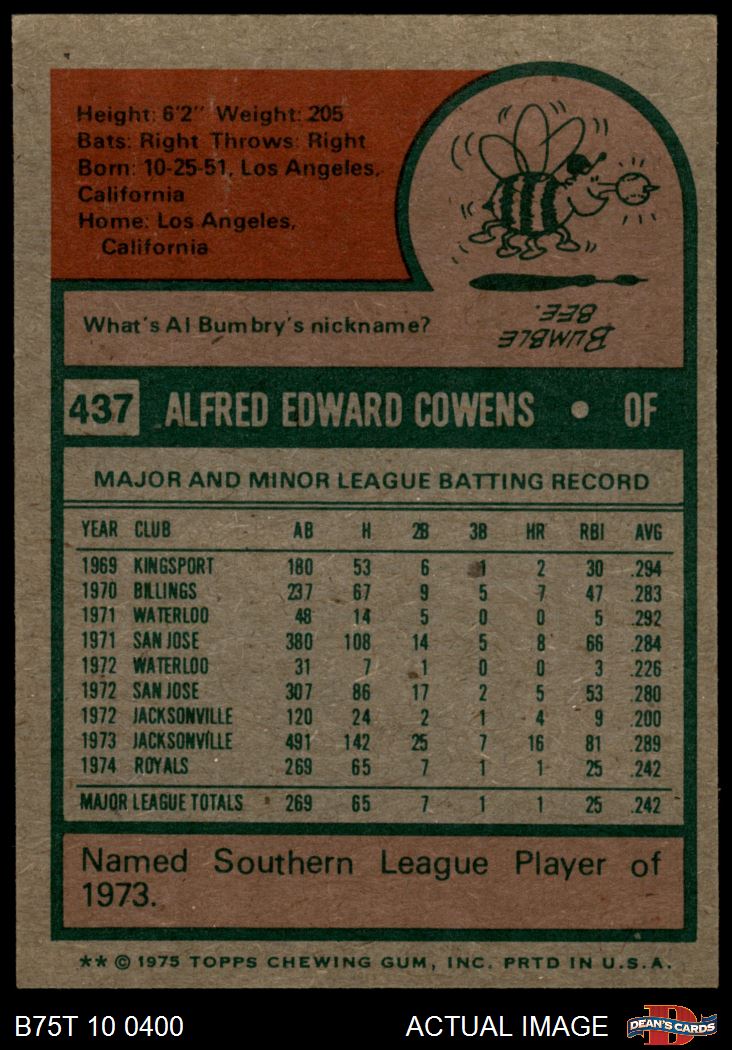 Height: 6'2" Weight: 205
Bats: Right Throws: Right
Born: 10-25-51, Los Angeles,
California
Home: Los Angeles,
California
What's Al Bumbry's nickname?
BUMBLE
BEE.
437 ALFRED EDWARD COWENS • OF
MAJOR AND MINOR LEAGUE BATTING RECORD
YEAR CLUB AB H 2B 3B HR RBI AVG
1969 KINGSPORT 180 53 6 1 2 30 .294
1970 BILLINGS 237 67 9 5 7 47 .283
1971 WATERLOO 48 14 5 0 0 5 .292
1971 SAN JOSE 380 108 14 5 8 66 .284
1972 WATERLOO 31 7 1 0 0 3 .226
1972 SAN JOSE 307 86 17 2 5 53 .280
1972 JACKSONVILLE 120 24 2 1 4 9 .200
1973 JACKSONVILLE 491 142 25 7 16 81 .289
1974 ROYALS 269 65 7 1 1 25 .242
MAJOR LEAGUE TOTALS 269 65 7 1 1 25 .242
Named Southern League Player of
1973.
** © 1975 TOPPS CHEWING GUM, INC. PRTD IN U.S.A.
B75T 10 0400 ACTUAL IMAGE D DEAN'S CARDS